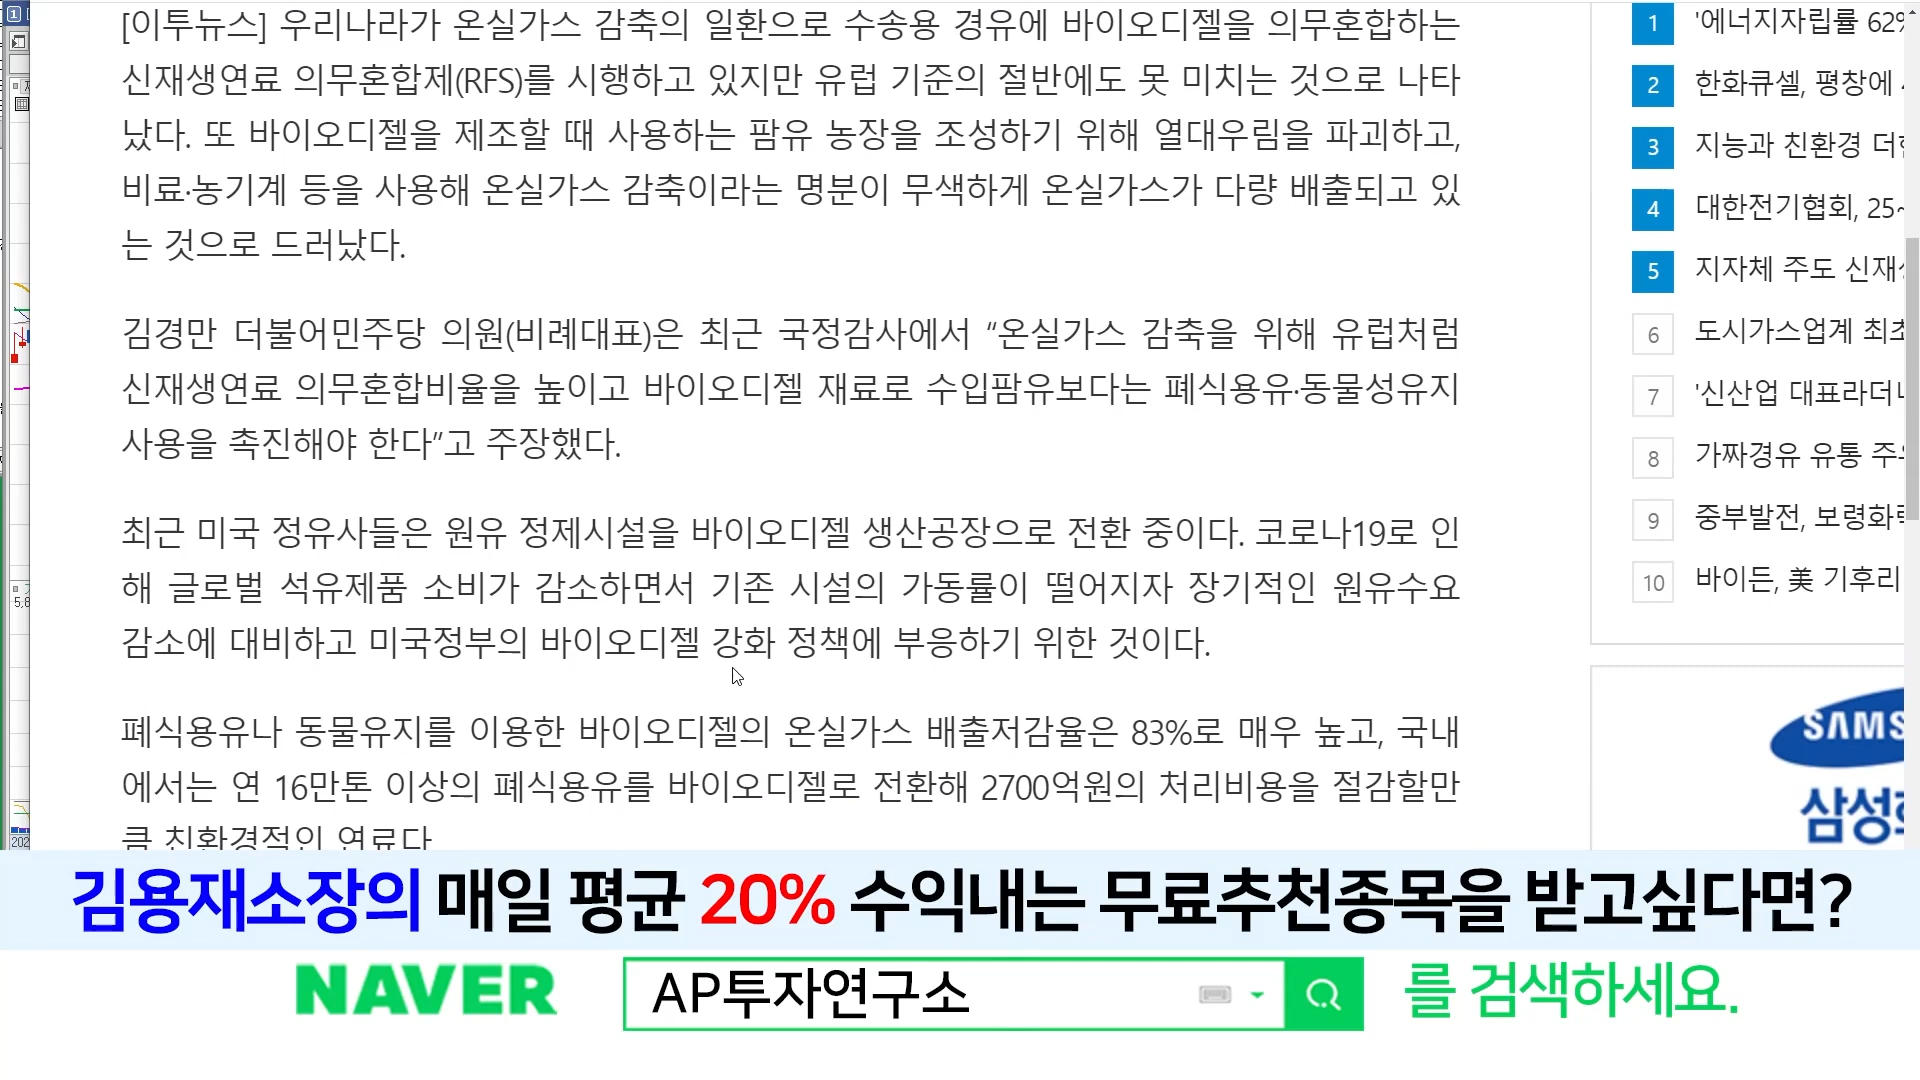 [이투뉴스] 우리나라가 온실가스 감축의 일환으로 수송용 경유에 바이오디젤을 의무혼합하는
신재생연료 의무혼합제(RFS)를 시행하고 있지만 유럽 기준의 절반에도 못 미치는 것으로 나타
났다. 또 바이오디젤을 제조할 때 사용하는 팜유 농장을 조성하기 위해 열대우림을 파괴하고,
비료·농기계 등을 사용해 온실가스 감축이라는 명분이 무색하게 온실가스가 다량 배출되고 있
는 것으로 드러났다.
김경만 더불어민주당 의원(비례대표)은 최근 국정감사에서 “온실가스 감축을 위해 유럽처럼
신재생연료 의무혼합비율을 높이고 바이오디젤 재료로 수입팜유보다는 폐식용유·동물성유지
사용을 촉진해야 한다”고 주장했다.
최근 미국 정유사들은 원유 정제시설을 바이오디젤 생산공장으로 전환 중이다. 코로나19로 인
해 글로벌 석유제품 소비가 감소하면서 기존 시설의 가동률이 떨어지자 장기적인 원유수요
감소에 대비하고 미국정부의 바이오디젤 강화 정책에 부응하기 위한 것이다.
폐식용유나 동물유지를 이용한 바이오디젤의 온실가스 배출저감율은 83%로 매우 높고, 국내
에서는 연 16만톤 이상의 폐식용유를 바이오디젤로 전환해 2700억원의 처리비용을 절감할만
큼 친환경적인 연료다
1 '에너지자립률 62%
2 한화큐셀, 평창에
3 지능과 친환경
4 대한전기협회, 25~
5 지자체 주도 신재생
6 도시가스업계 최초
7 '신산업
8 가짜경유 유통
9 중부발전, 보령화력
10 바이든, 美 기후리
SAMS
삼성
김용재소장의 매일 평균 20% 수익내는 무료추천종목을 받고싶다면?
NAVER AP투자연구소 를 검색하세요.